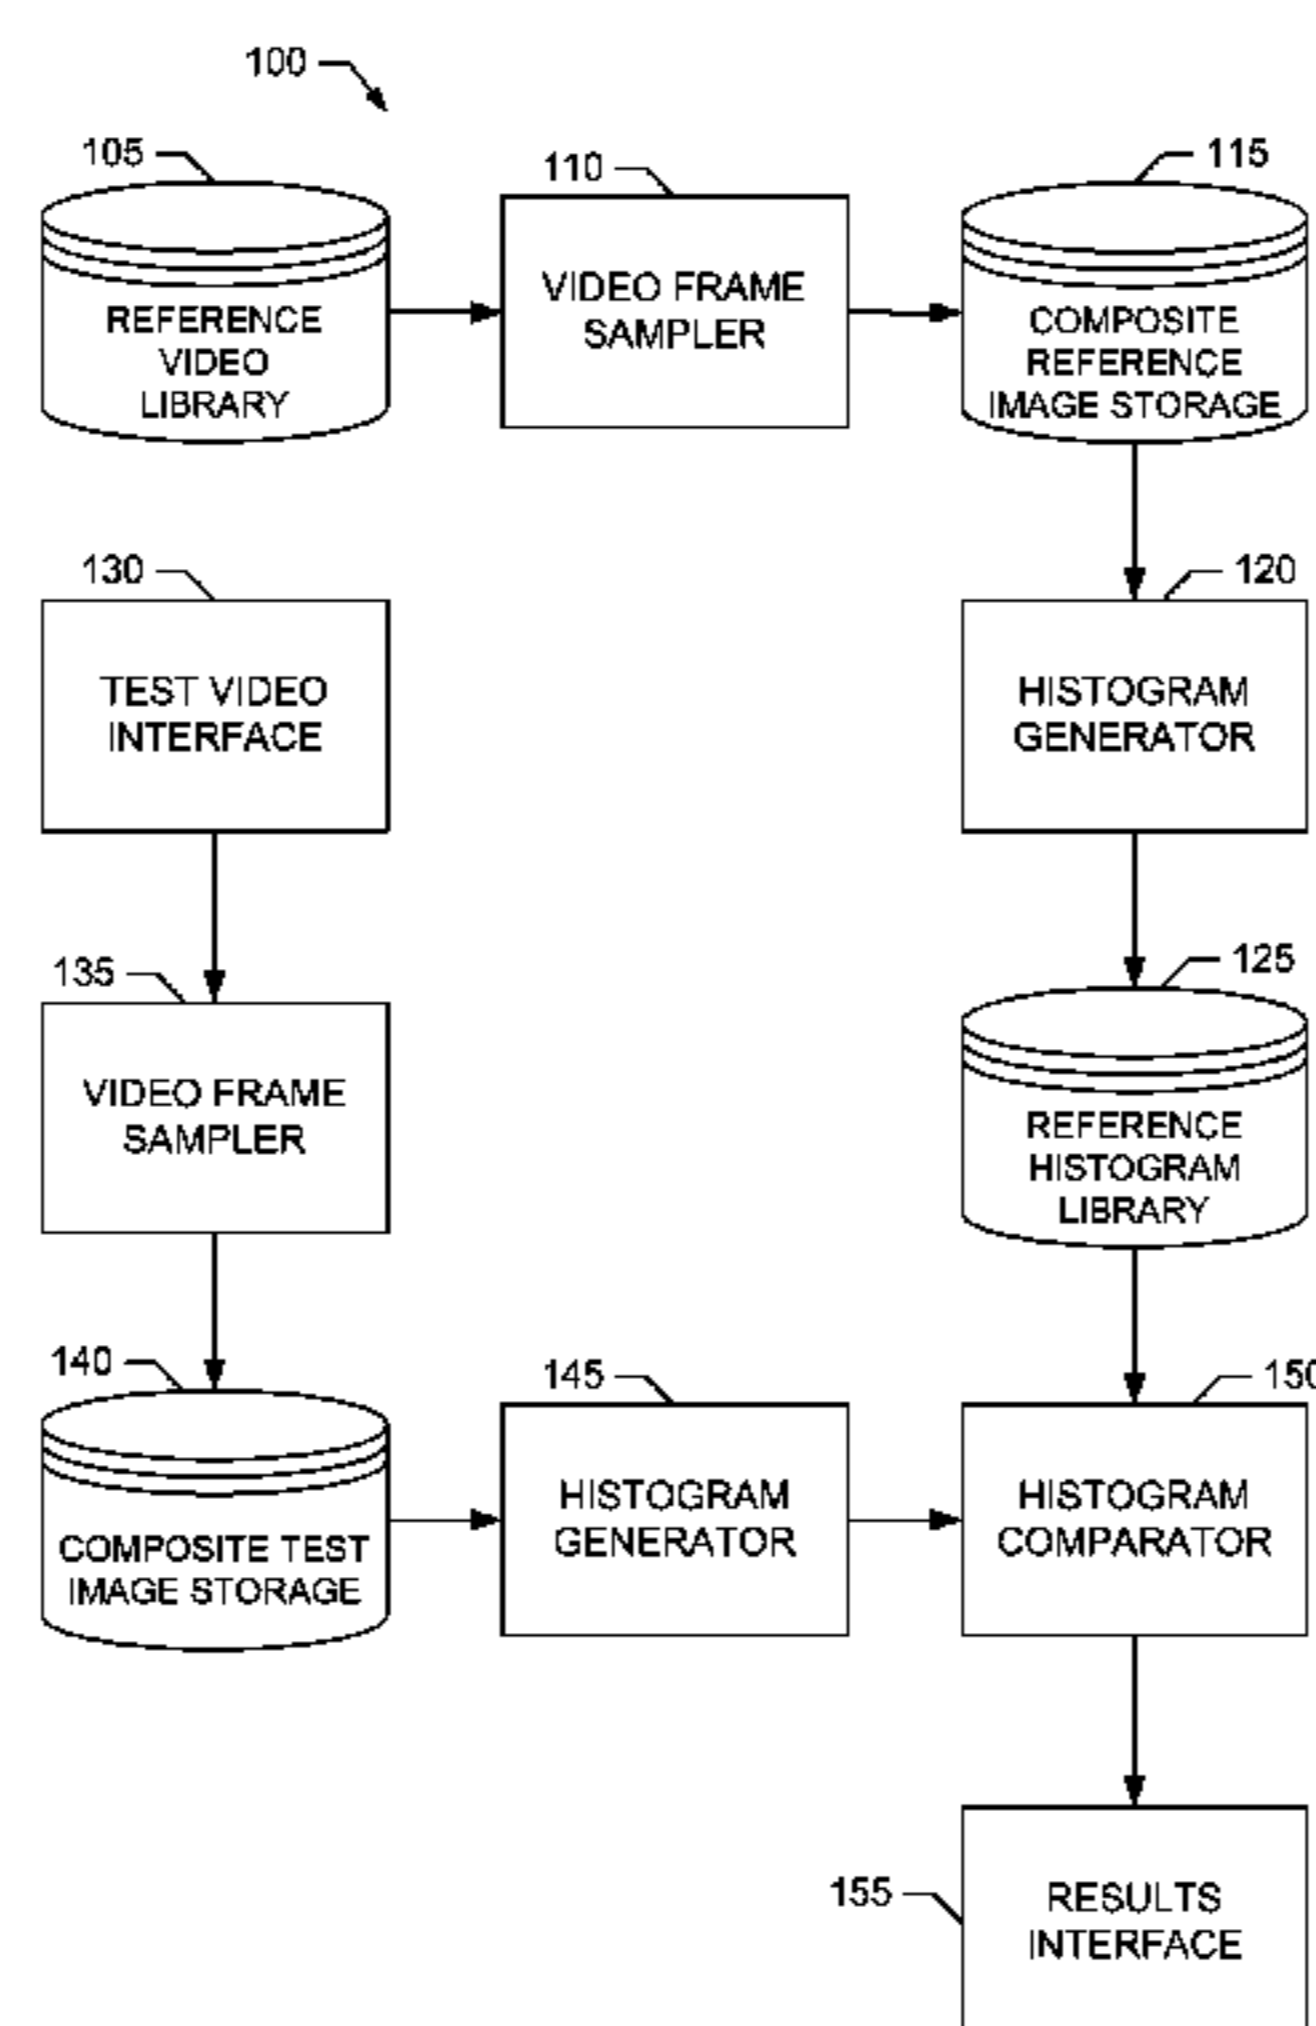 100
105
REFERENCE
VIDEO
LIBRARY
110
VIDEO FRAME
SAMPLER
115
COMPOSITE
REFERENCE
IMAGE STORAGE
130
TEST VIDEO
INTERFACE
120
HISTOGRAM
GENERATOR
135
VIDEO FRAME
SAMPLER
125
REFERENCE
HISTOGRAM
LIBRARY
140
COMPOSITE TEST
IMAGE STORAGE
145
HISTOGRAM
GENERATOR
150
HISTOGRAM
COMPARATOR
155
RESULTS
INTERFACE